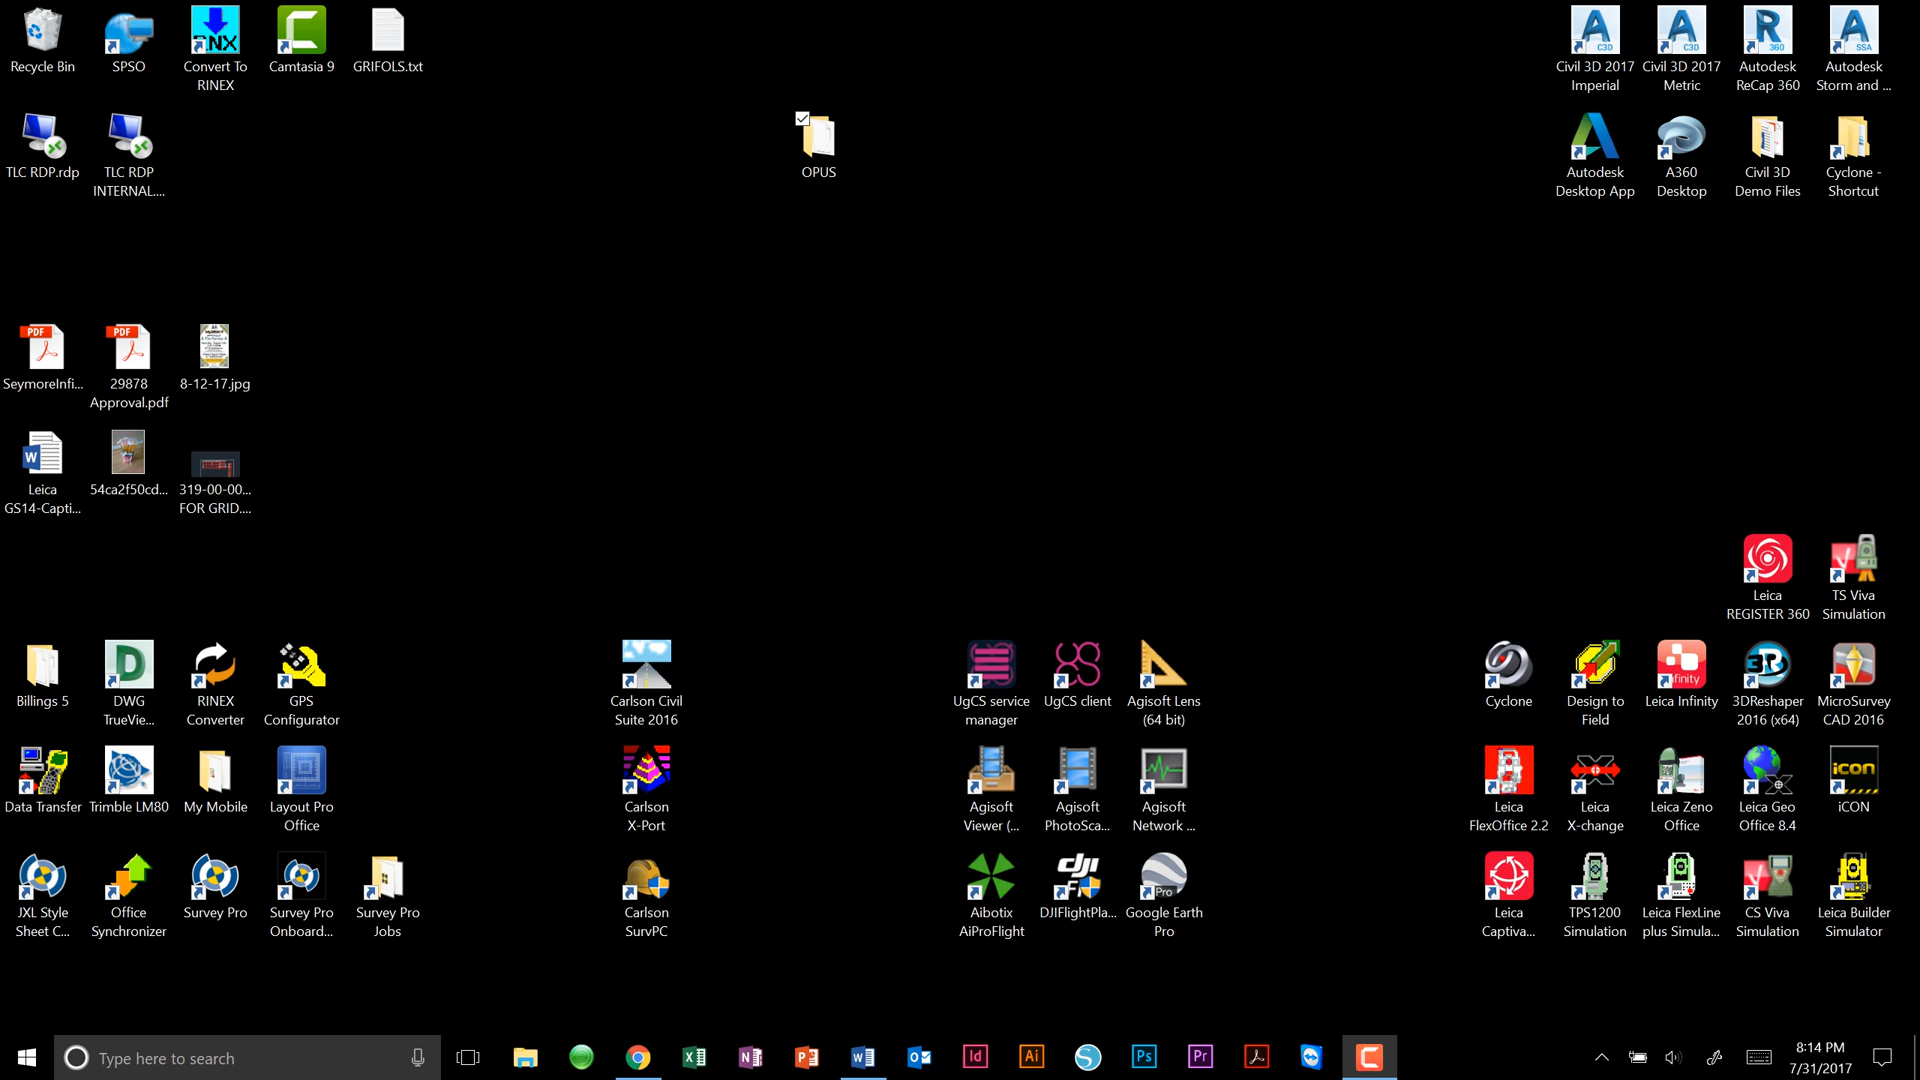 Recycle Bin
SPSO
Convert To
RINEX
Camtasia 9
GRIFOLS.txt
Civil 3D 2017
Imperial
Civil 3D 2017
Metric
Autodesk
ReCap 360
Autodesk
Storm and ...
TLC RDP.rdp
TLC RDP
INTERNAL....
OPUS
Autodesk
Desktop App
A360
Desktop
Civil 3D
Demo Files
Cyclone -
Shortcut
SeymoreInfi...
29878
Approval.pdf
8-12-17.jpg
Leica
GS14-Capti...
54ca2f50cd...
319-00-00...
FOR GRID....
Leica
REGISTER 360
TS Viva
Simulation
Billings 5
DWG
TrueVie...
RINEX
Converter
GPS
Configurator
Carlson Civil
Suite 2016
UgCS service
manager
UgCS client
Agisoft Lens
(64 bit)
Cyclone
Design to
Field
Leica Infinity
3DReshaper
2016 (x64)
MicroSurvey
CAD 2016
Data Transfer
Trimble LM80
My Mobile
Layout Pro
Office
Carlson
X-Port
Agisoft
Viewer (...
Agisoft
PhotoSca...
Agisoft
Network ...
Leica
FlexOffice 2.2
Leica
X-change
Leica Zeno
Office
Leica Geo
Office 8.4
iCON
JXL Style
Sheet C...
Office
Synchronizer
Survey Pro
Survey Pro
Onboard...
Survey Pro
Jobs
Carlson
SurvPC
Aibotix
AiProFlight
DJIFlightPla...
Google Earth
Pro
Leica
Captiva...
TPS1200
Simulation
Leica FlexLine
plus Simula...
CS Viva
Simulation
Leica Builder
Simulator
Type here to search
8:14 PM
7/31/2017